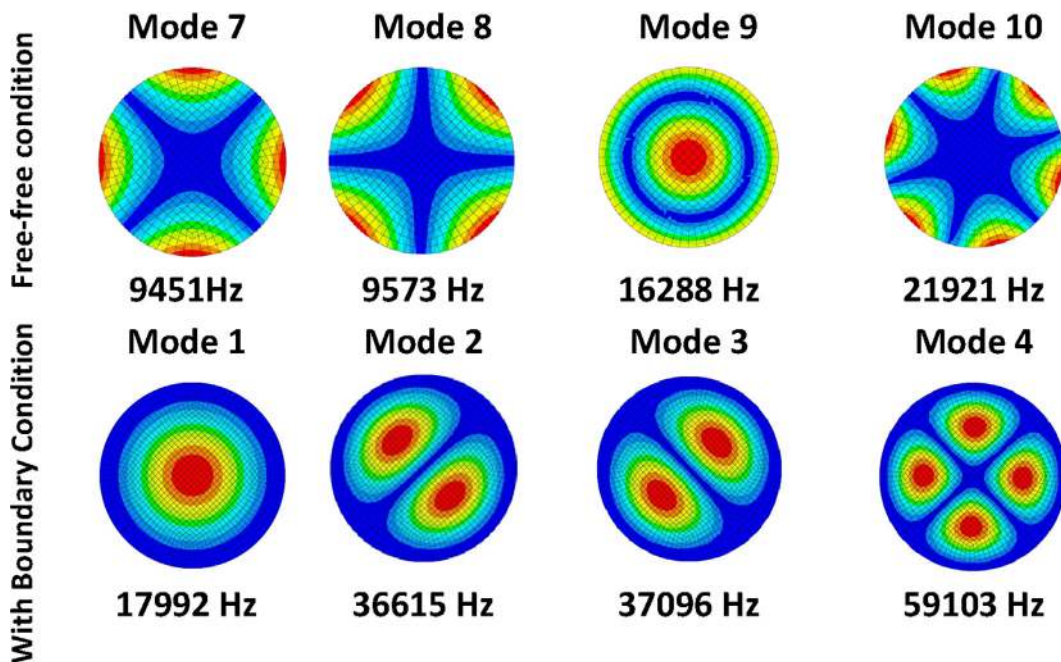 Free-free condition
Mode 7 Mode 8 Mode 9 Mode 10
9451Hz 9573 Hz 16288 Hz 21921 Hz
With Boundary Condition
Mode 1 Mode 2 Mode 3 Mode 4
17992 Hz 36615 Hz 37096 Hz 59103 Hz